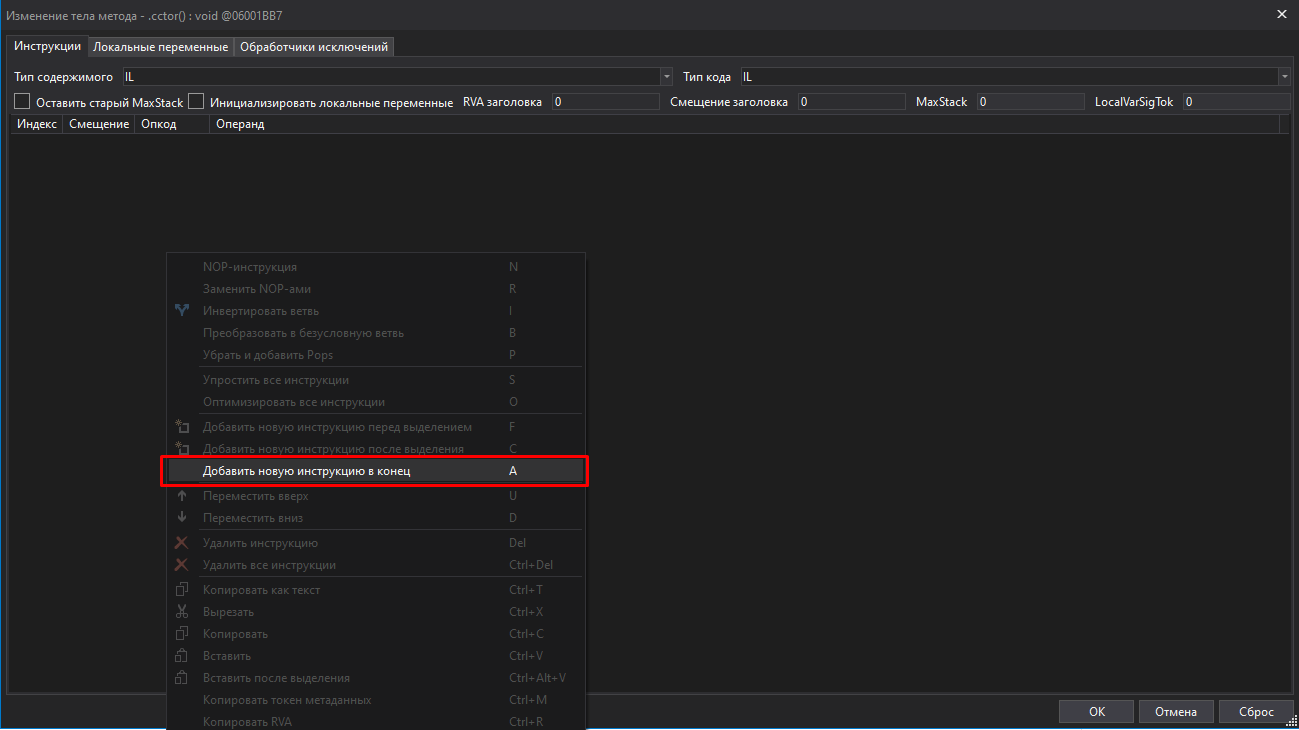 Изменение тела метода - .cctor() : void @06001BB7
Инструкции Локальные переменные Обработчики исключений
Тип содержимого IL Тип кода IL
Оставить старый MaxStack Инициализировать локальные переменные RVA заголовка 0 Смещение заголовка 0 MaxStack 0 LocalVarSigTok 0
Индекс Смещение Опкод Операнд
NOP-инструкция N
Заменить NOP-ами R
Инвертировать ветвь I
Преобразовать в безусловную ветвь B
Убрать и добавить Pops P
Упростить все инструкции S
Оптимизировать все инструкции O
Добавить новую инструкцию перед выделением F
Добавить новую инструкцию после выделения C
Добавить новую инструкцию в конец A
Переместить вверх U
Переместить вниз D
Удалить инструкцию Del
Удалить все инструкции Ctrl+Del
Копировать как текст Ctrl+T
Вырезать Ctrl+X
Копировать Ctrl+C
Вставить Ctrl+V
Вставить после выделения Ctrl+Alt+V
Копировать токен метаданных Ctrl+M
Копировать RVA Ctrl+R
OK Отмена Сброс